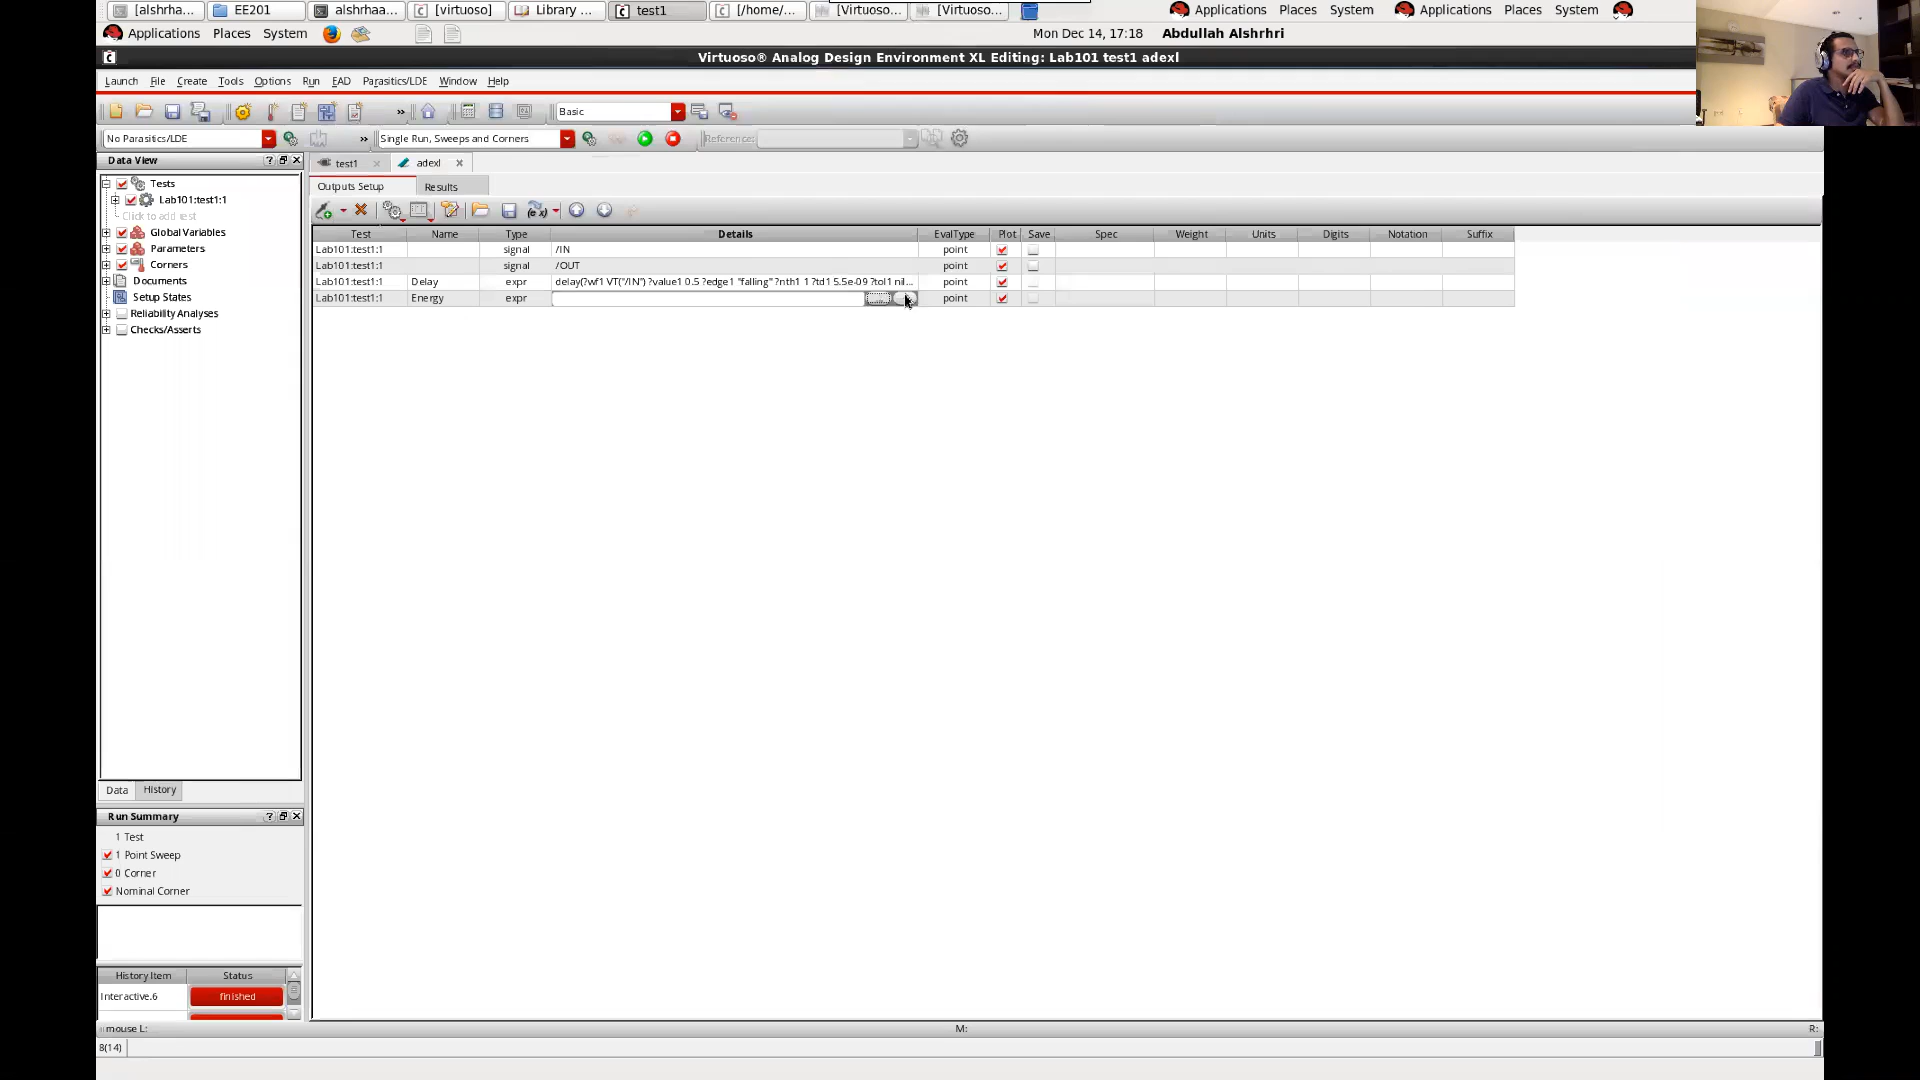 [alshrha...
EE201
alshrhaa...
[virtuoso]
Library ...
test1
[/home/...
[Virtuoso...
[Virtuoso...
Applications Places System
Applications Places System
Applications Places System
Mon Dec 14, 17:18
Abdullah Alshrhri
Virtuoso® Analog Design Environment XL Editing: Lab101 test1 adexl
Launch File Create Tools Options Run EAD Parasitics/LDE Window Help
» Basic
No Parasitics/LDE » Single Run, Sweeps and Corners Reference:
Data View
test1 adexl
Outputs Setup Results
Tests
Lab101:test1:1
Click to add test
Global Variables
Parameters
Corners
Documents
Setup States
Reliability Analyses
Checks/Asserts
Test Name Type Details EvalType Plot Save Spec Weight Units Digits Notation Suffix
Lab101:test1:1 signal /IN point
Lab101:test1:1 signal /OUT point
Lab101:test1:1 Delay expr delay(?wf1 VT("/IN") ?value1 0.5 ?edge1 "falling" ?nth1 1 ?td1 5.5e-09 ?tol1 nil... point
Lab101:test1:1 Energy expr point
Data History
Run Summary
1 Test
1 Point Sweep
0 Corner
Nominal Corner
History Item Status
Interactive.6 finished
mouse L: M: R:
8(14)